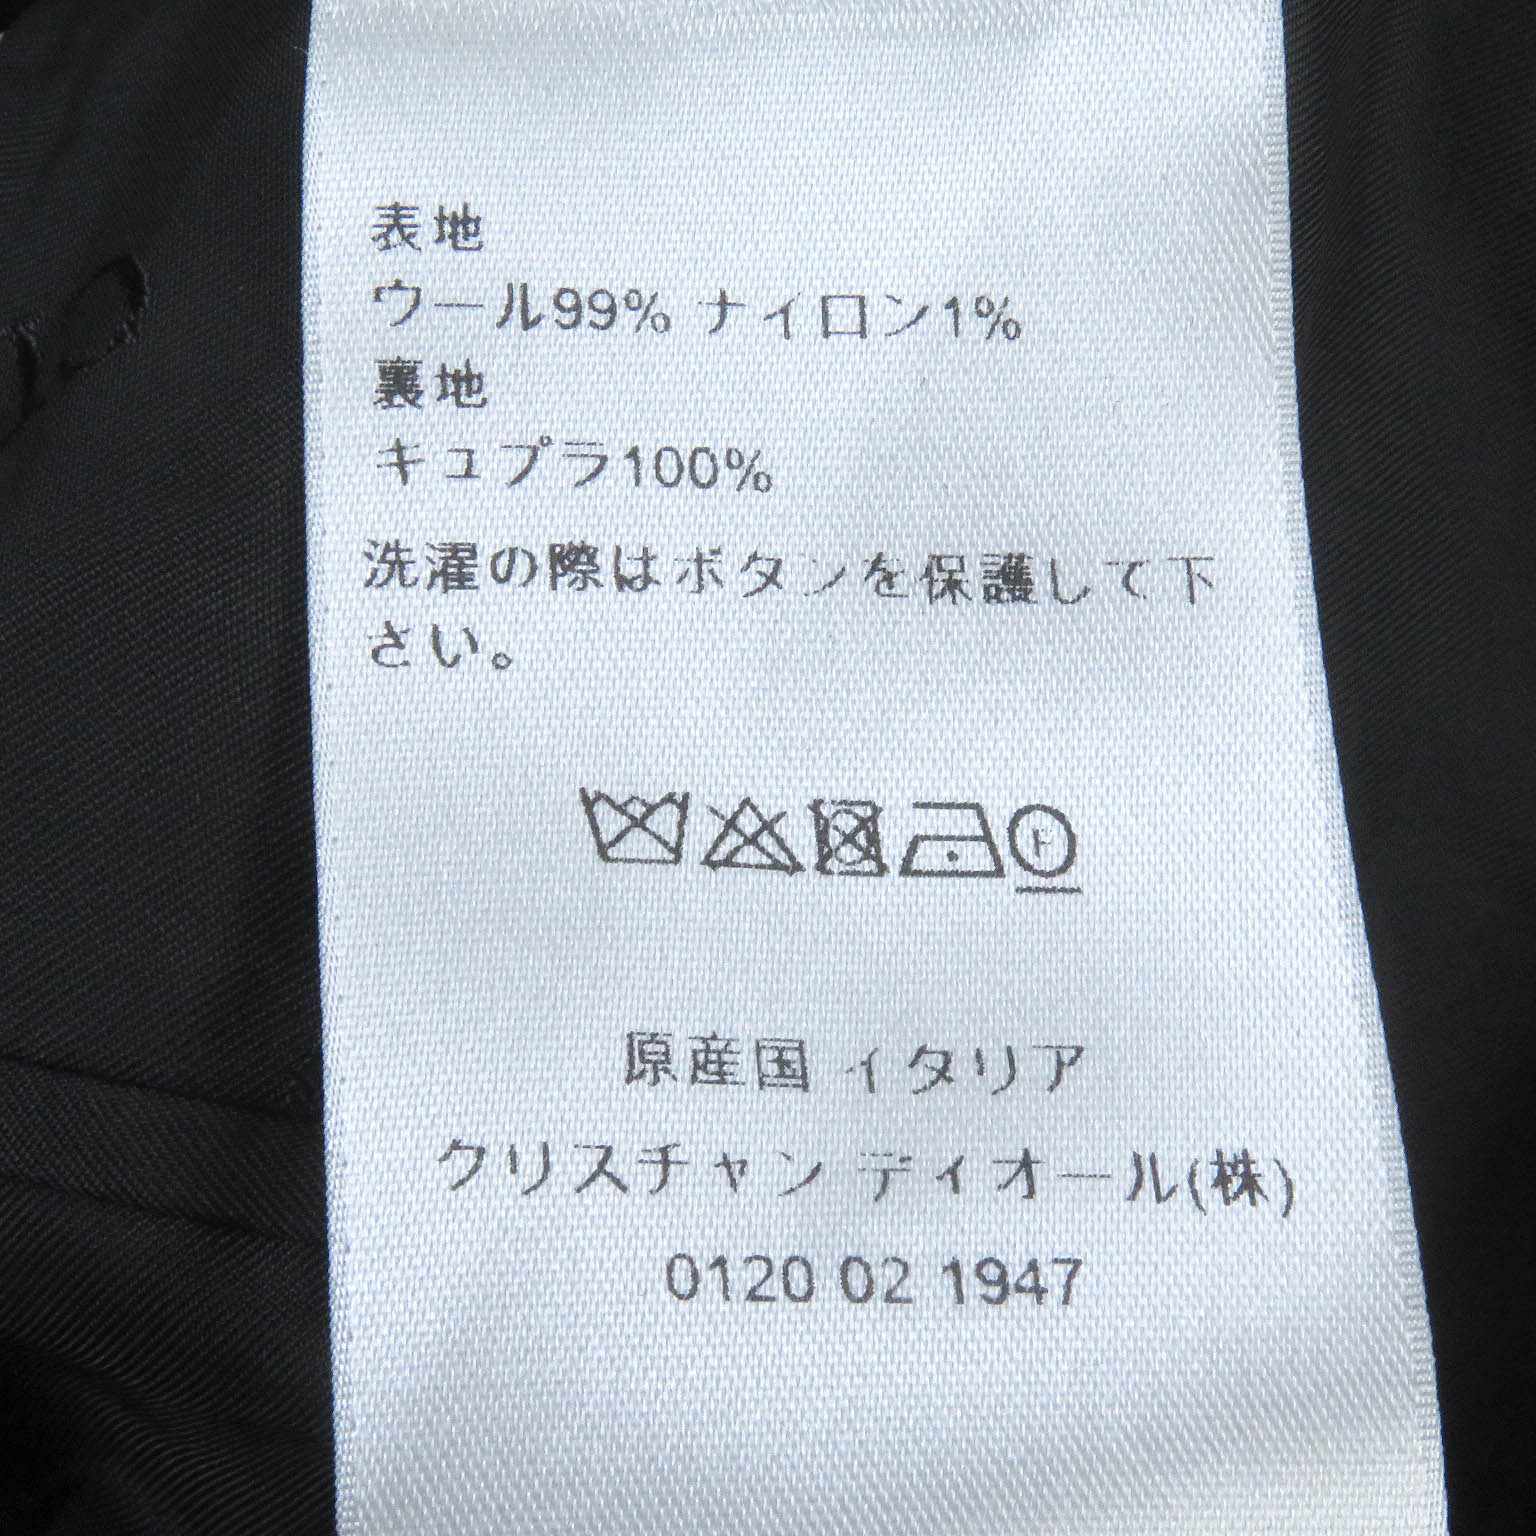 表地
ウール99% ナイロン1%
裏地
キュプラ100%
洗濯の際はボタンを保護して下
さい。
F
原産国 イタリア
クリスチャン ディオール(株)
0120 02 1947